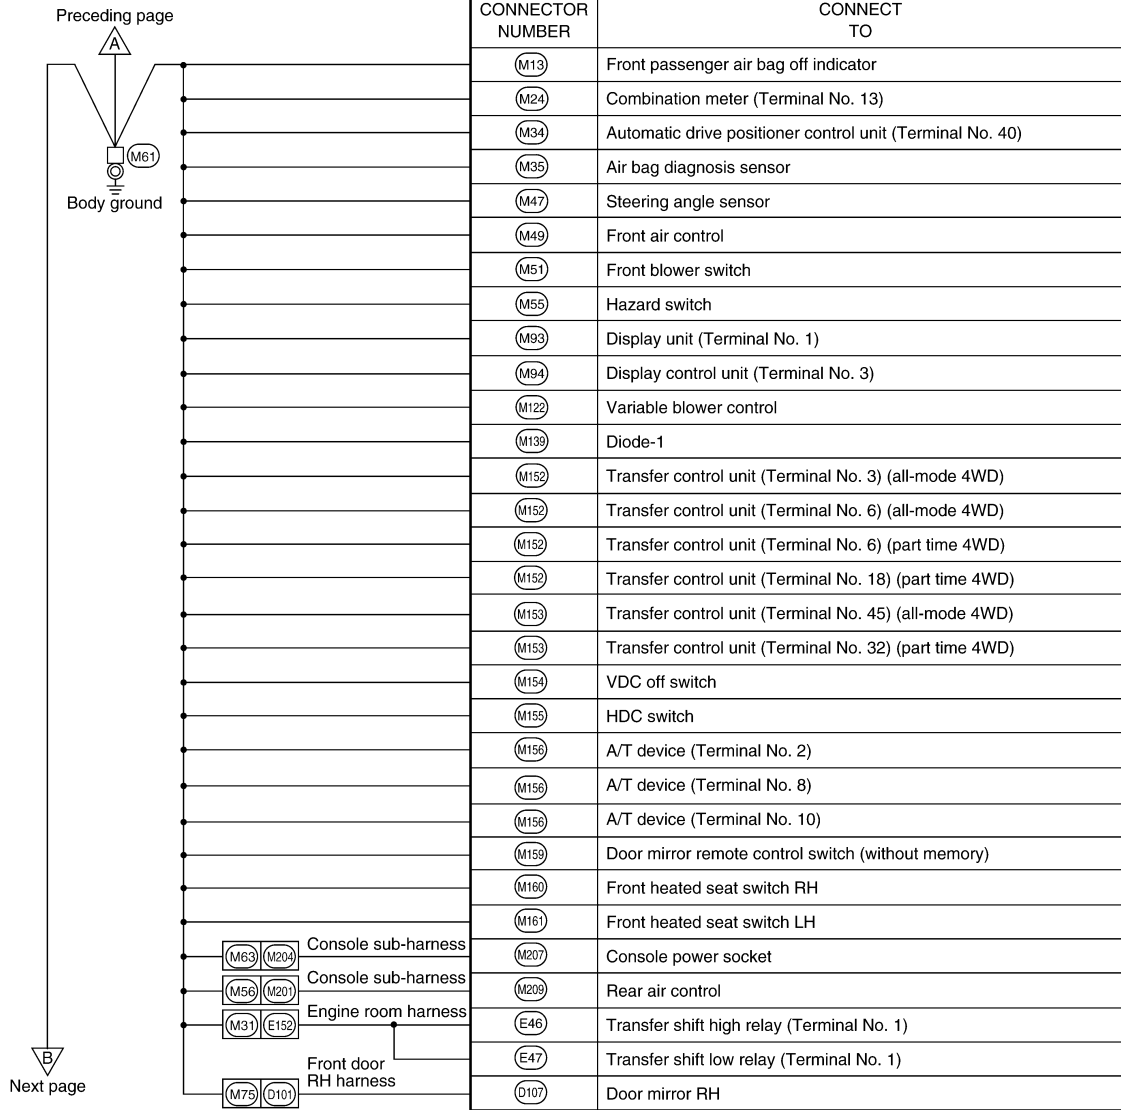 Preceding page
A
M61
Body ground
CONNECTOR NUMBER
CONNECT TO
M13 Front passenger air bag off indicator
M24 Combination meter (Terminal No. 13)
M34 Automatic drive positioner control unit (Terminal No. 40)
M35 Air bag diagnosis sensor
M47 Steering angle sensor
M49 Front air control
M51 Front blower switch
M55 Hazard switch
M93 Display unit (Terminal No. 1)
M94 Display control unit (Terminal No. 3)
M122 Variable blower control
M139 Diode-1
M152 Transfer control unit (Terminal No. 3) (all-mode 4WD)
M152 Transfer control unit (Terminal No. 6) (all-mode 4WD)
M152 Transfer control unit (Terminal No. 6) (part time 4WD)
M152 Transfer control unit (Terminal No. 18) (part time 4WD)
M153 Transfer control unit (Terminal No. 45) (all-mode 4WD)
M153 Transfer control unit (Terminal No. 32) (part time 4WD)
M154 VDC off switch
M155 HDC switch
M156 A/T device (Terminal No. 2)
M156 A/T device (Terminal No. 8)
M156 A/T device (Terminal No. 10)
M159 Door mirror remote control switch (without memory)
M160 Front heated seat switch RH
M161 Front heated seat switch LH
M63 M204 Console sub-harness M207 Console power socket
M56 M201 Console sub-harness M209 Rear air control
M31 E152 Engine room harness E46 Transfer shift high relay (Terminal No. 1)
E47 Transfer shift low relay (Terminal No. 1)
Front door
RH harness
M75 D101 D107 Door mirror RH
B
Next page